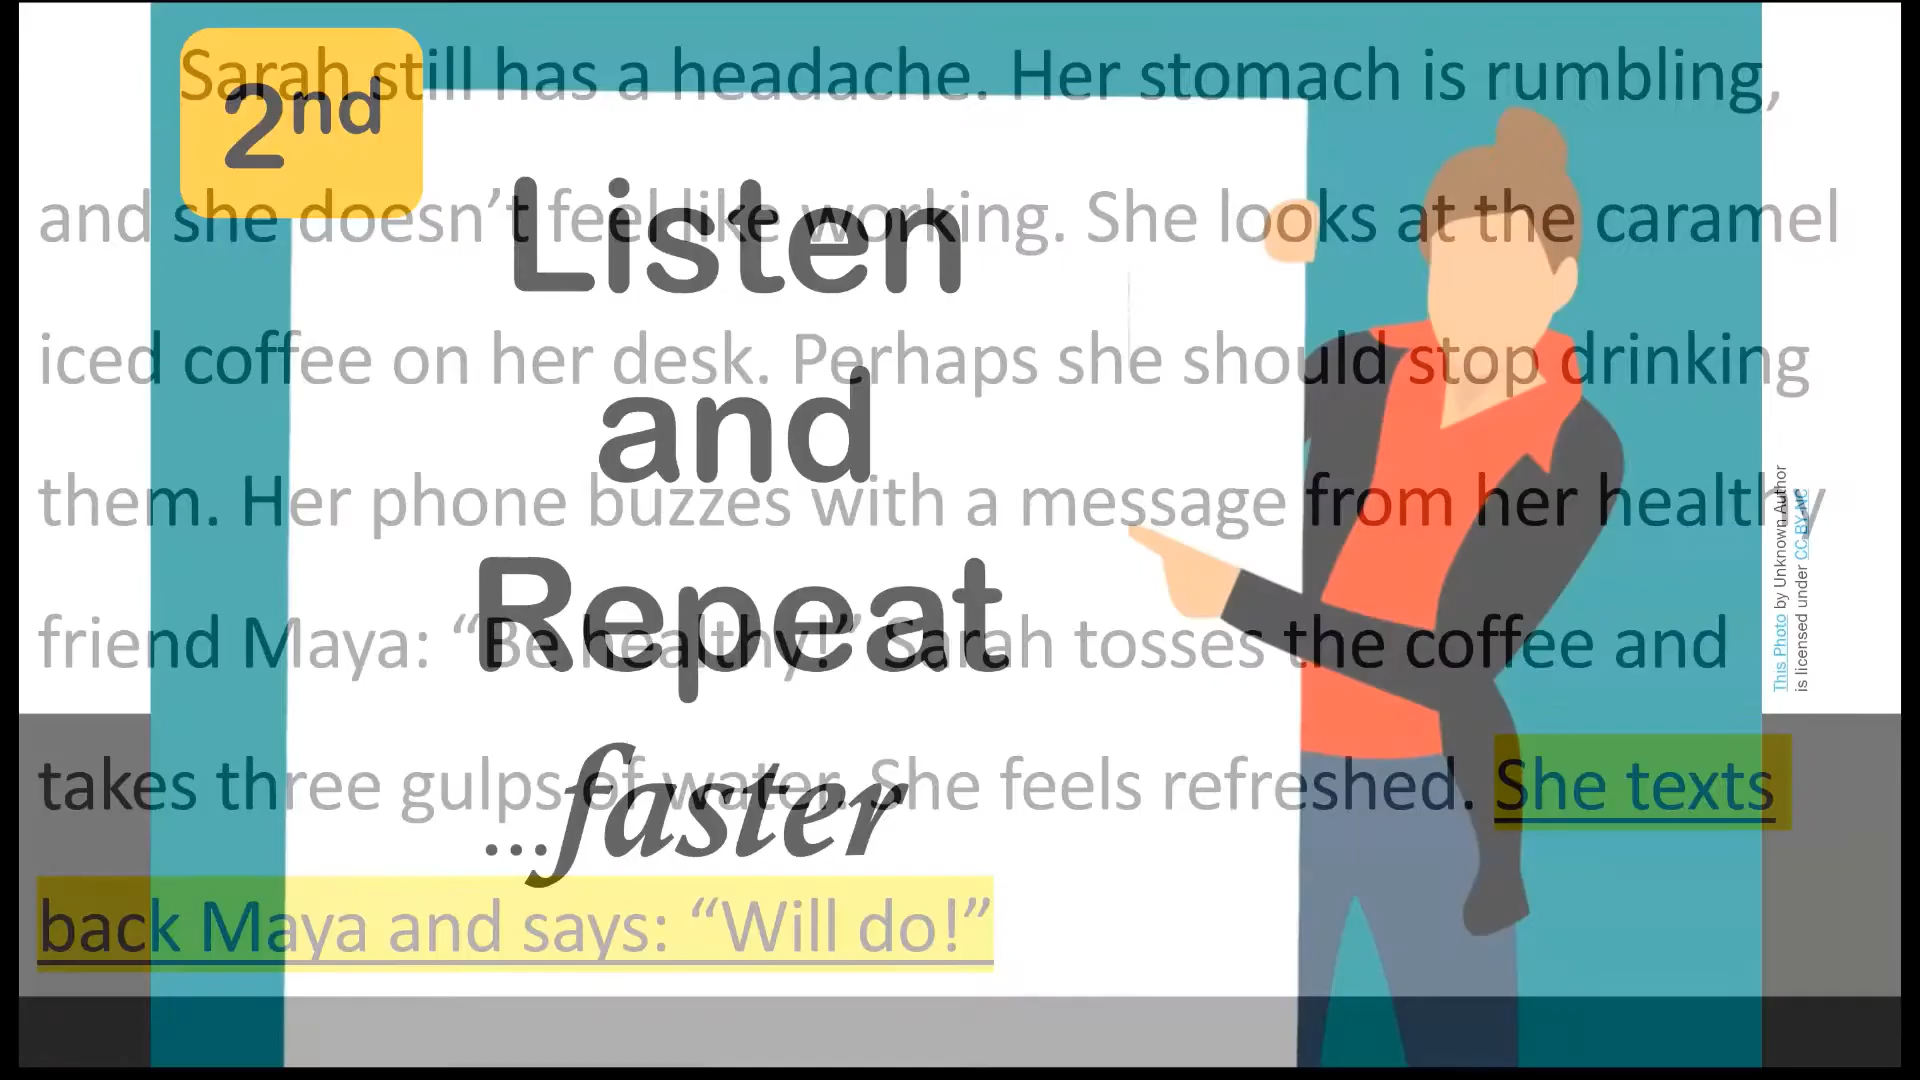 Sarah still has a headache. Her stomach is rumbling,
and she doesn’t feel like working. She looks at the caramel
iced coffee on her desk. Perhaps she should stop drinking
them. Her phone buzzes with a message from her healthy
friend Maya: “Be healthy!” Sarah tosses the coffee and
takes three gulps of water. She feels refreshed. She texts
back Maya and says: “Will do!”
2nd
Listen
and
Repeat
...faster
This Photo by Unknown Author
is licensed under CC BY-NC